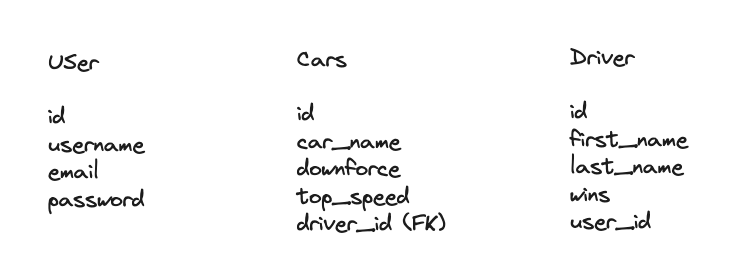 USer
id
username
email
password
Cars
id
car_name
downforce
top_speed
driver_id (FK)
Driver
id
first_name
last_name
wins
user_id